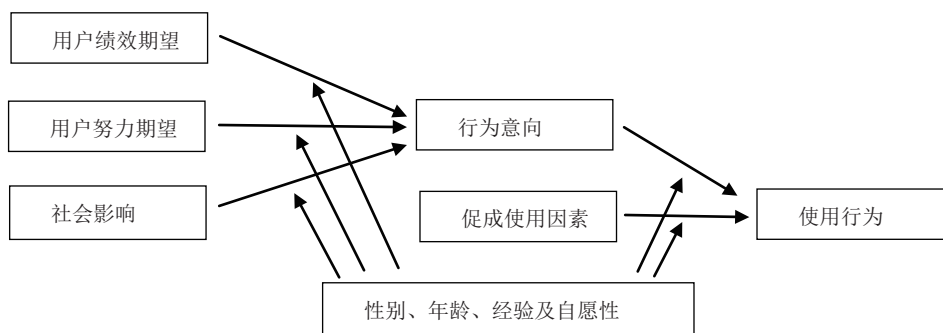 用户绩效期望
用户努力期望
行为意向
社会影响
促成使用因素
使用行为
性别、年龄、经验及自愿性